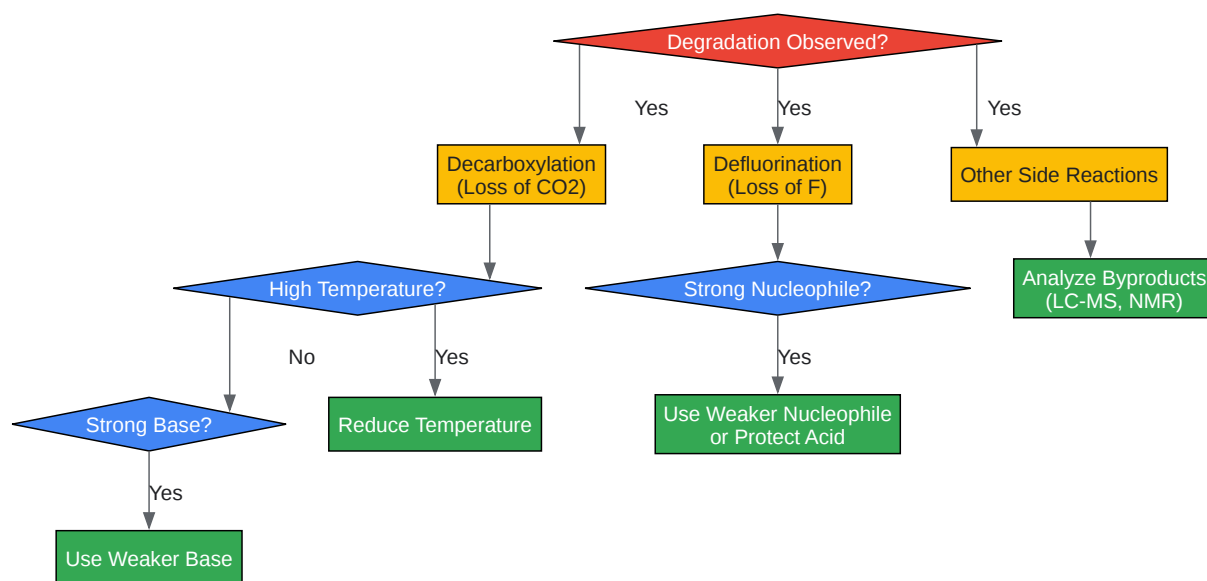 Degradation Observed?
Yes
Yes
Yes
Decarboxylation
(Loss of CO2)
Defluorination
(Loss of F)
Other Side Reactions
High Temperature?
Strong Nucleophile?
Analyze Byproducts
(LC-MS, NMR)
No
Yes
Yes
Strong Base?
Reduce Temperature
Use Weaker Nucleophile
or Protect Acid
Yes
Use Weaker Base